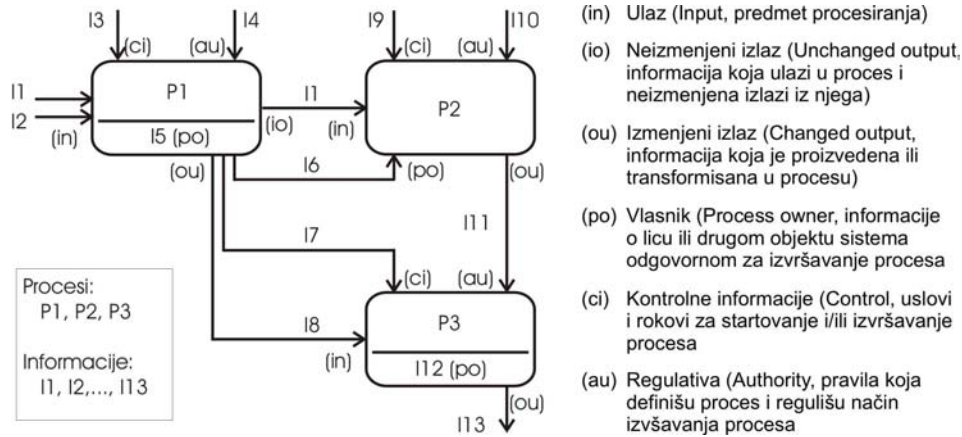 I3
I4
I9
I10
(ci)
(au)
(ci)
(au)
I1
I2
(in)
P1
I5 (po)
(io)
I1
(in)
P2
(ou)
I6
(po)
(ou)
I7
I11
(ci)
(au)
I8
(in)
P3
I12 (po)
(ou)
I13
Procesi:
P1, P2, P3
Informacije:
I1, I2,..., I13
(in) Ulaz (Input, predmet procesiranja)
(io) Neizmenjeni izlaz (Unchanged output,
informacija koja ulazi u proces i
neizmenjena izlazi iz njega)
(ou) Izmenjeni izlaz (Changed output,
informacija koja je proizvedena ili
transformisana u procesu)
(po) Vlasnik (Process owner, informacije
o licu ili drugom objektu sistema
odgovornom za izvršavanje procesa
(ci) Kontrolne informacije (Control, uslovi
i rokovi za startovanje i/ili izvršavanje
procesa
(au) Regulativa (Authority, pravila koja
definišu proces i regulišu način
izvšavanja procesa